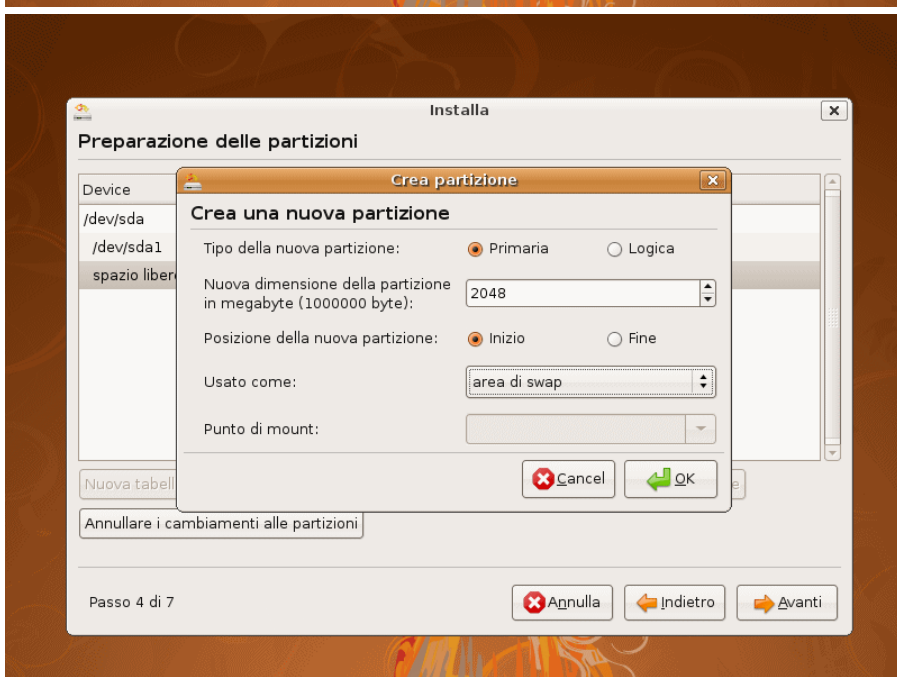 Installa
Preparazione delle partizioni
Device
/dev/sda
/dev/sda1
spazio liber
Crea partizione
Crea una nuova partizione
Tipo della nuova partizione: Primaria Logica
Nuova dimensione della partizione
in megabyte (1000000 byte): 2048
Posizione della nuova partizione: Inizio Fine
Usato come: area di swap
Punto di mount:
Cancel OK
Nuova tabell e
Annullare i cambiamenti alle partizioni
Passo 4 di 7 Annulla Indietro Avanti